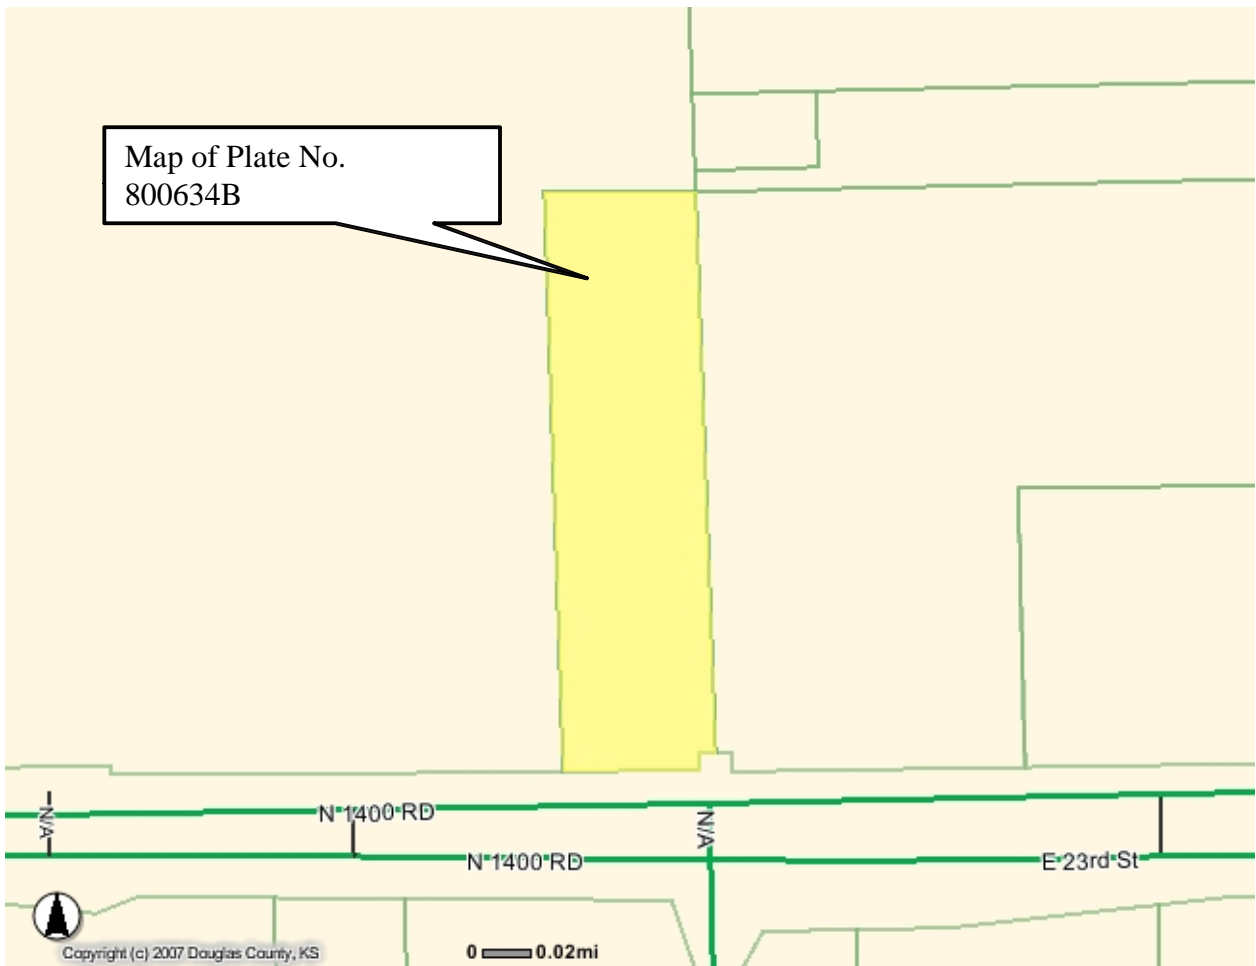 Map of Plate No.
800634B
N 1400 RD
N/A
N/A
N 1400 RD
E 23rd St
Copyright (c) 2007 Douglas County, KS
0 0.02mi